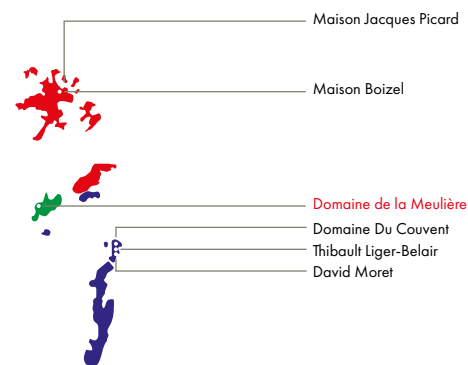 Maison Jacques Picard
Maison Boizel
Domaine de la Meulière
Domaine Du Couvent
Thibault Liger-Belair
David Moret